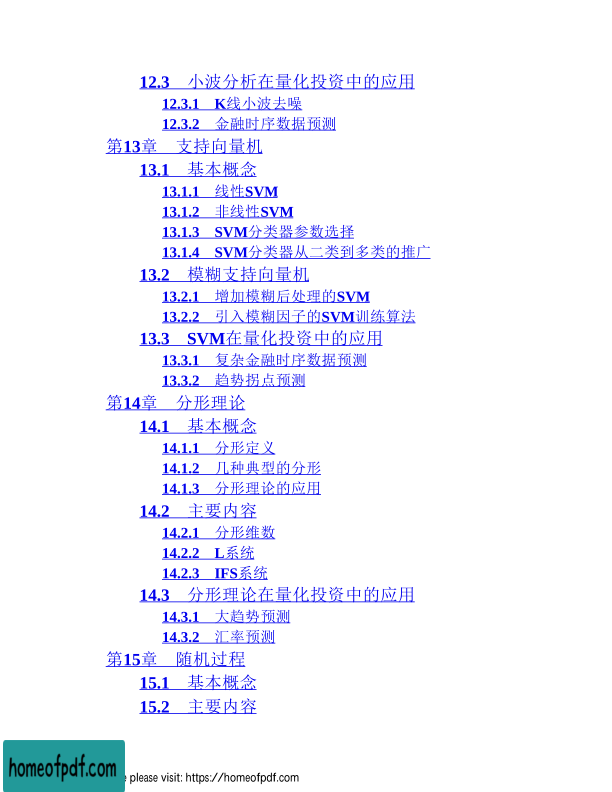 12.3 小波分析在量化投资中的应用
12.3.1 K线小波去噪
12.3.2 金融时序数据预测
第13章 支持向量机
13.1 基本概念
13.1.1 线性SVM
13.1.2 非线性SVM
13.1.3 SVM分类器参数选择
13.1.4 SVM分类器从二类到多类的推广
13.2 模糊支持向量机
13.2.1 增加模糊后处理的SVM
13.2.2 引入模糊因子的SVM训练算法
13.3 SVM在量化投资中的应用
13.3.1 复杂金融时序数据预测
13.3.2 趋势拐点预测
第14章 分形理论
14.1 基本概念
14.1.1 分形定义
14.1.2 几种典型的分形
14.1.3 分形理论的应用
14.2 主要内容
14.2.1 分形维数
14.2.2 L系统
14.2.3 IFS系统
14.3 分形理论在量化投资中的应用
14.3.1 大趋势预测
14.3.2 汇率预测
第15章 随机过程
15.1 基本概念
15.2 主要内容
homeofpdf.com
please visit: https://homeofpdf.com